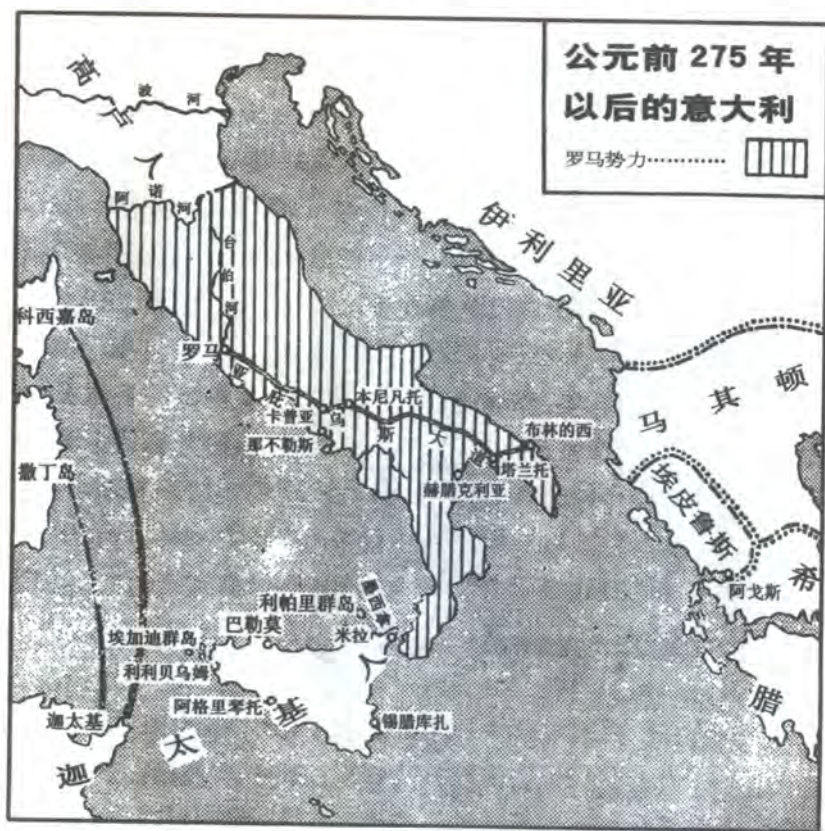 公元前 275 年
以后的意大利
罗马势力…………
高卢人
波河
阿诺河
台伯河
伊利里亚
科西嘉岛
罗马
亚庇乌斯大道
本尼凡托
卡普亚
那不勒斯
布林的西
塔兰托
赫腊克利亚
马其顿
撒丁岛
埃皮鲁斯
阿戈斯
希腊
利帕里群岛
墨西拿
巴勒莫
米拉
埃加迪群岛
利利贝乌姆
阿格里琴托
锡腊库扎
迦太基
迦太基人